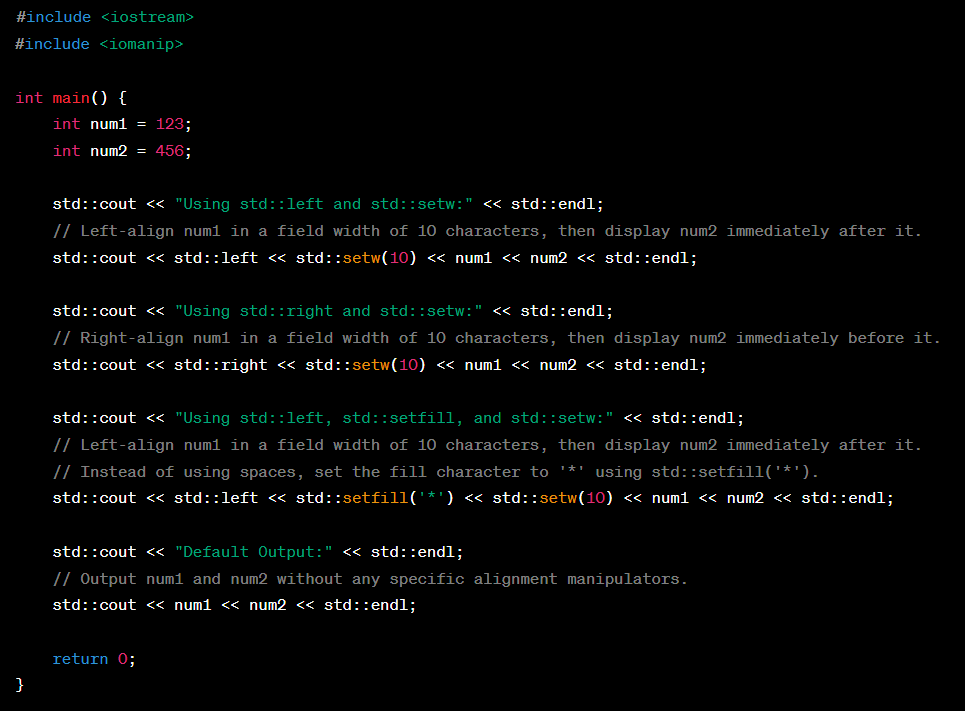 #include <iostream>
#include <iomanip>
int main() {
    int num1 = 123;
    int num2 = 456;
    std::cout << "Using std::left and std::setw:" << std::endl;
    // Left-align num1 in a field width of 10 characters, then display num2 immediately after it.
    std::cout << std::left << std::setw(10) << num1 << num2 << std::endl;
    std::cout << "Using std::right and std::setw:" << std::endl;
    // Right-align num1 in a field width of 10 characters, then display num2 immediately before it.
    std::cout << std::right << std::setw(10) << num1 << num2 << std::endl;
    std::cout << "Using std::left, std::setfill, and std::setw:" << std::endl;
    // Left-align num1 in a field width of 10 characters, then display num2 immediately after it.
    // Instead of using spaces, set the fill character to '*' using std::setfill('*').
    std::cout << std::left << std::setfill('*') << std::setw(10) << num1 << num2 << std::endl;
    std::cout << "Default Output:" << std::endl;
    // Output num1 and num2 without any specific alignment manipulators.
    std::cout << num1 << num2 << std::endl;
    return 0;
}